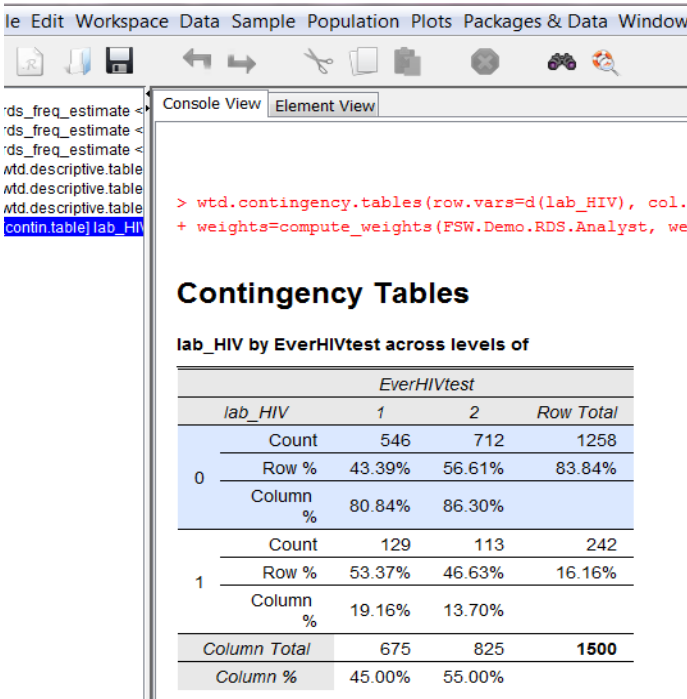 le Edit Workspace Data Sample Population Plots Packages & Data Window
Console View Element View
rds_freq_estimate <
rds_freq_estimate <
rds_freq_estimate <
wtd.descriptive.table
wtd.descriptive.table
wtd.descriptive.table
[contin.table] lab_HIV
> wtd.contingency.tables(row.vars=d(lab_HIV), col.
+ weights=compute_weights(FSW.Demo.RDS.Analyst, we
Contingency Tables
lab_HIV by EverHIVtest across levels of
EverHIVtest
lab_HIV 1 2 Row Total
0
Count 546 712 1258
Row % 43.39% 56.61% 83.84%
Column
% 80.84% 86.30%
1
Count 129 113 242
Row % 53.37% 46.63% 16.16%
Column
% 19.16% 13.70%
Column Total 675 825 1500
Column % 45.00% 55.00%